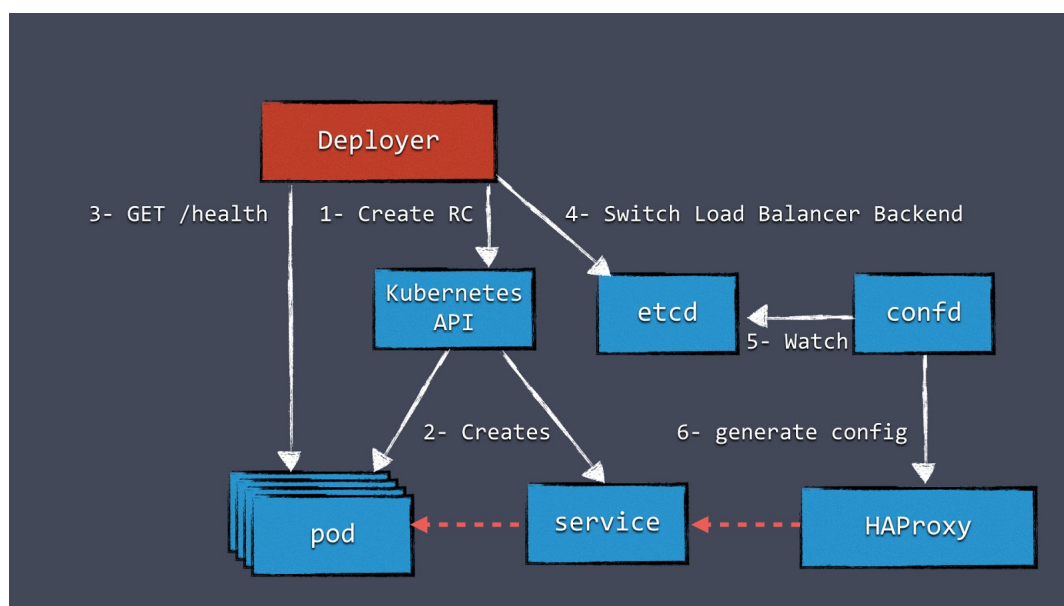 Deployer
3- GET /health
1- Create RC
4- Switch Load Balancer Backend
Kubernetes
API
etcd
confd
5- Watch
2- Creates
6- generate config
pod
service
HAProxy